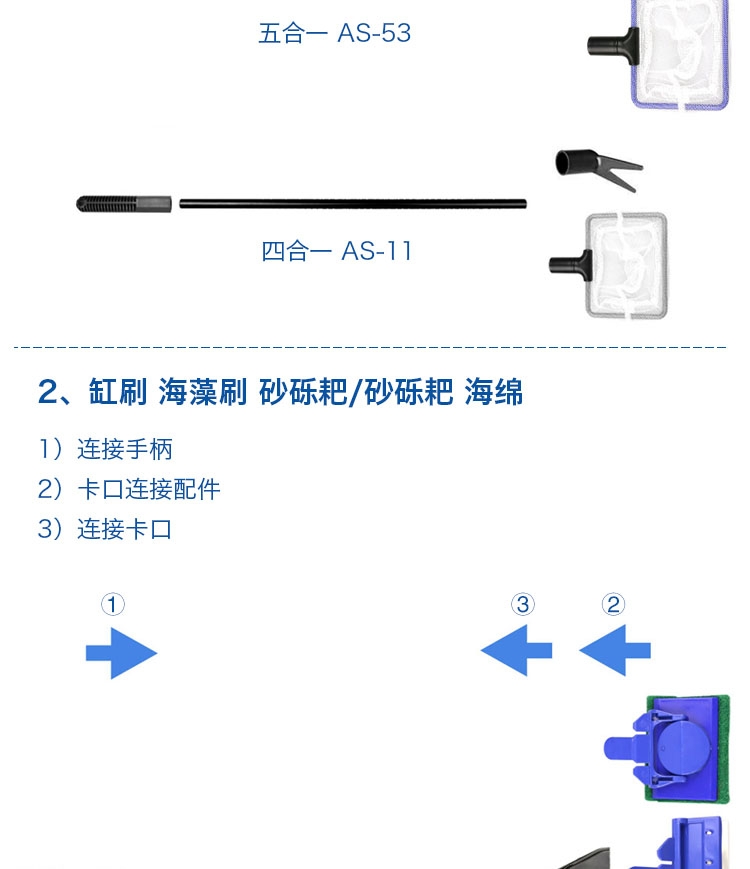 五合一 AS-53
四合一 AS-11
2、缸刷 海藻刷 砂砾耙/砂砾耙 海绵
1）连接手柄
2）卡口连接配件
3）连接卡口
① ③ ②